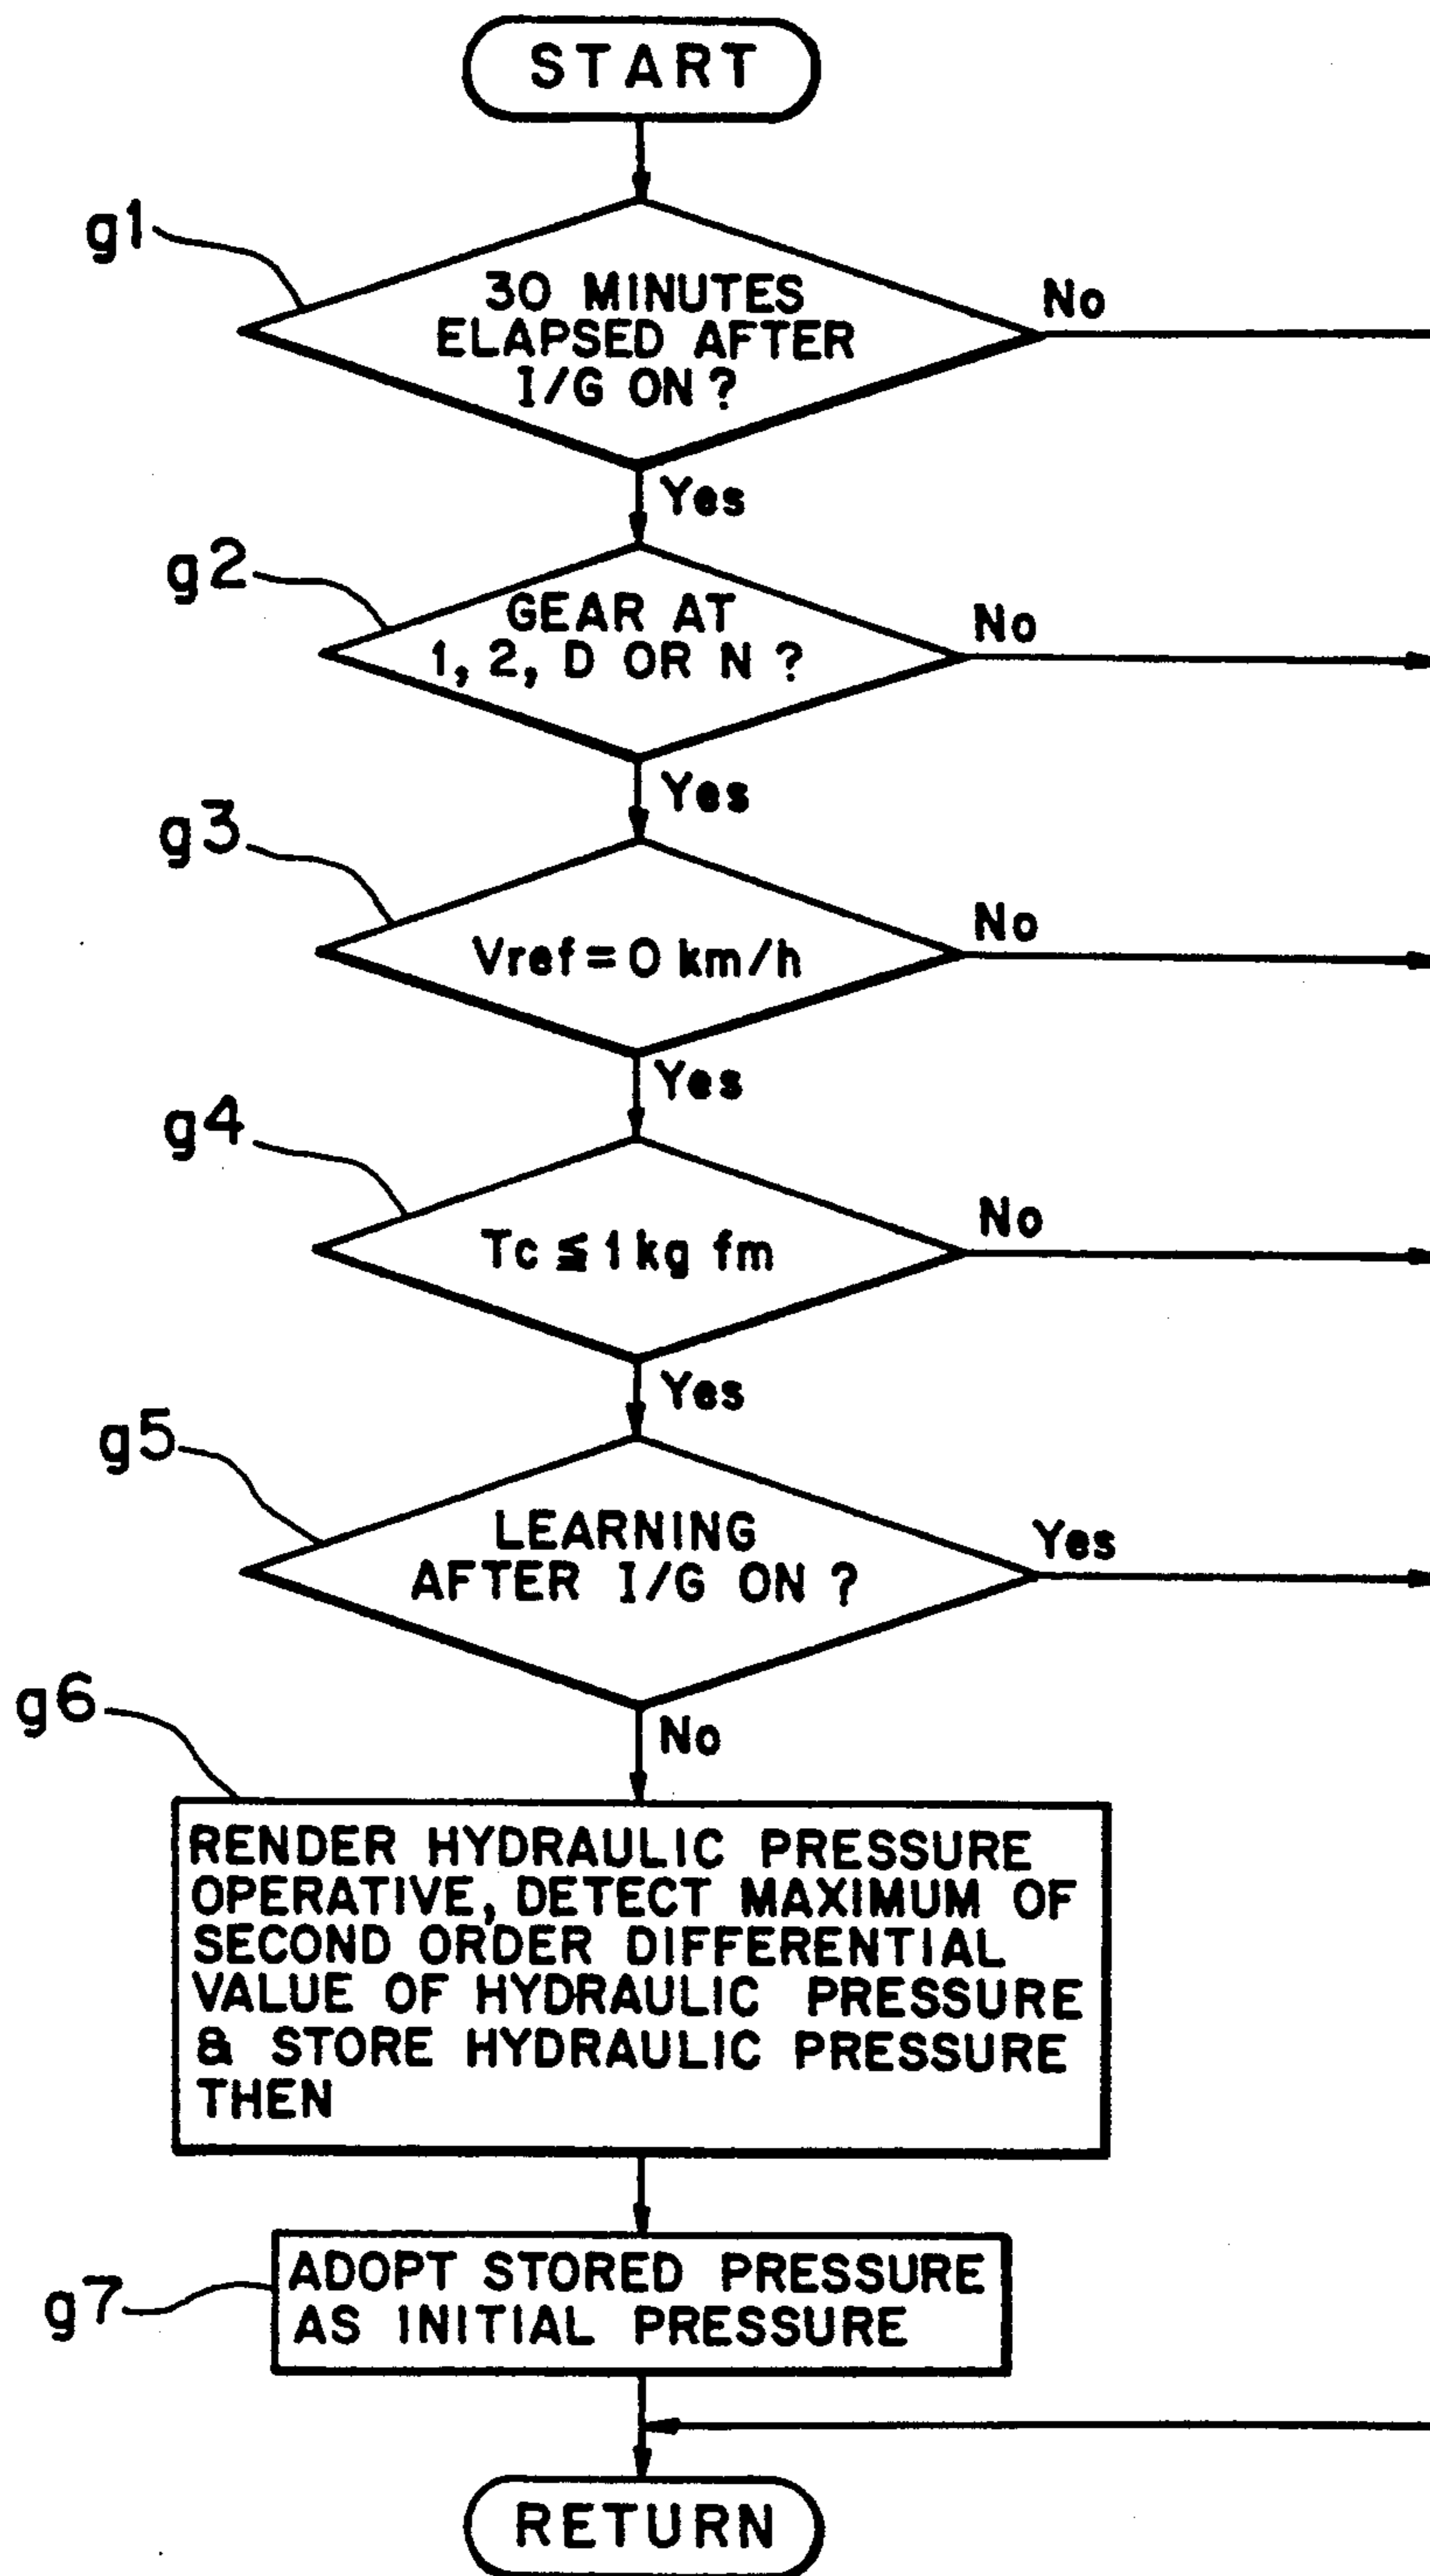 START
g1
30 MINUTES
ELAPSED AFTER
I/G ON ?
No
Yes
g2
GEAR AT
1, 2, D OR N ?
No
Yes
g3
Vref = 0 km/h
No
Yes
g4
Tc ≦ 1 kg fm
No
Yes
g5
LEARNING
AFTER I/G ON ?
Yes
No
g6
RENDER HYDRAULIC PRESSURE
OPERATIVE, DETECT MAXIMUM OF
SECOND ORDER DIFFERENTIAL
VALUE OF HYDRAULIC PRESSURE
& STORE HYDRAULIC PRESSURE
THEN
g7
ADOPT STORED PRESSURE
AS INITIAL PRESSURE
RETURN